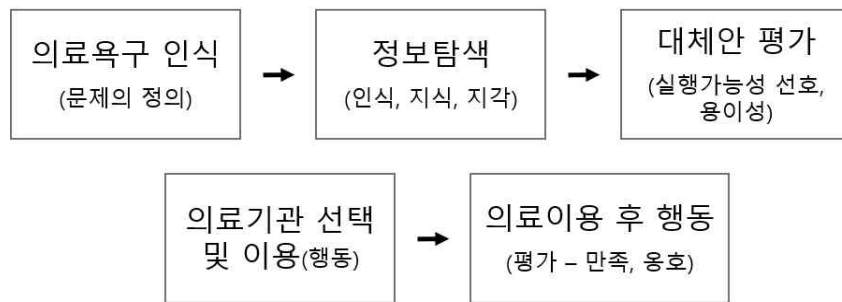 의료욕구 인식
(문제의 정의)
정보탐색
(인식, 지식, 지각)
대체안 평가
(실행가능성 선호,
용이성)
의료기관 선택
및 이용(행동)
의료이용 후 행동
(평가 – 만족, 옹호)